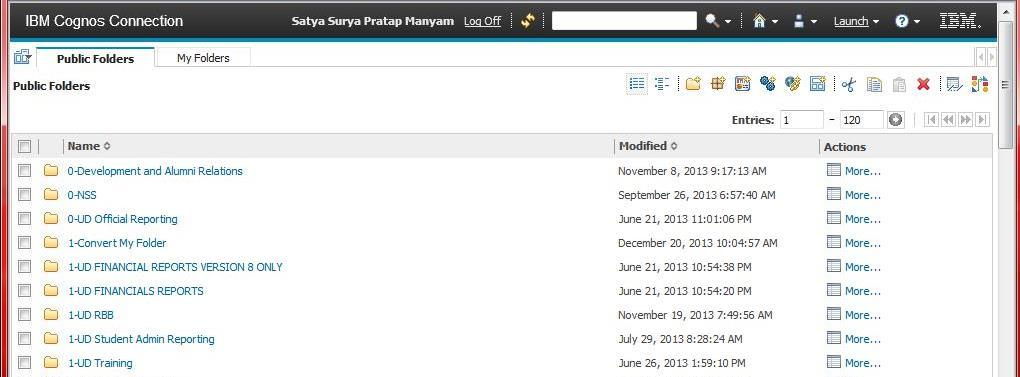 IBM Cognos Connection Satya Surya Pratap Manyam Log Off Launch IBM.
Public Folders My Folders
Public Folders
Entries: 1 - 120
Name Modified Actions
0-Development and Alumni Relations November 8, 2013 9:17:13 AM More...
0-NSS September 26, 2013 6:57:40 AM More...
0-UD Official Reporting June 21, 2013 11:01:06 PM More...
1-Convert My Folder December 20, 2013 10:04:57 AM More...
1-UD FINANCIAL REPORTS VERSION 8 ONLY June 21, 2013 10:54:38 PM More...
1-UD FINANCIALS REPORTS June 21, 2013 10:54:20 PM More...
1-UD RBB November 19, 2013 7:49:56 AM More...
1-UD Student Admin Reporting July 29, 2013 8:28:24 AM More...
1-UD Training June 26, 2013 1:59:10 PM More...